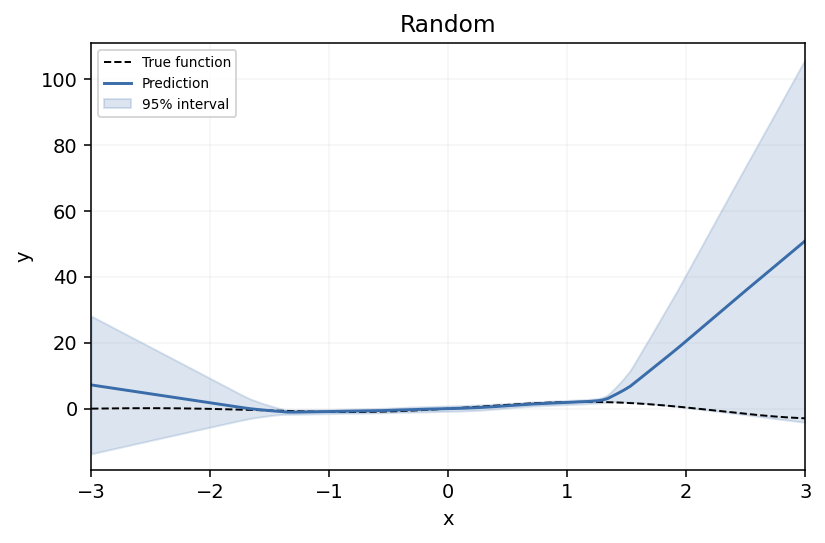 Random
True function
Prediction
95% interval
100
80
60
40
20
0
y
−3 −2 −1 0 1 2 3
x